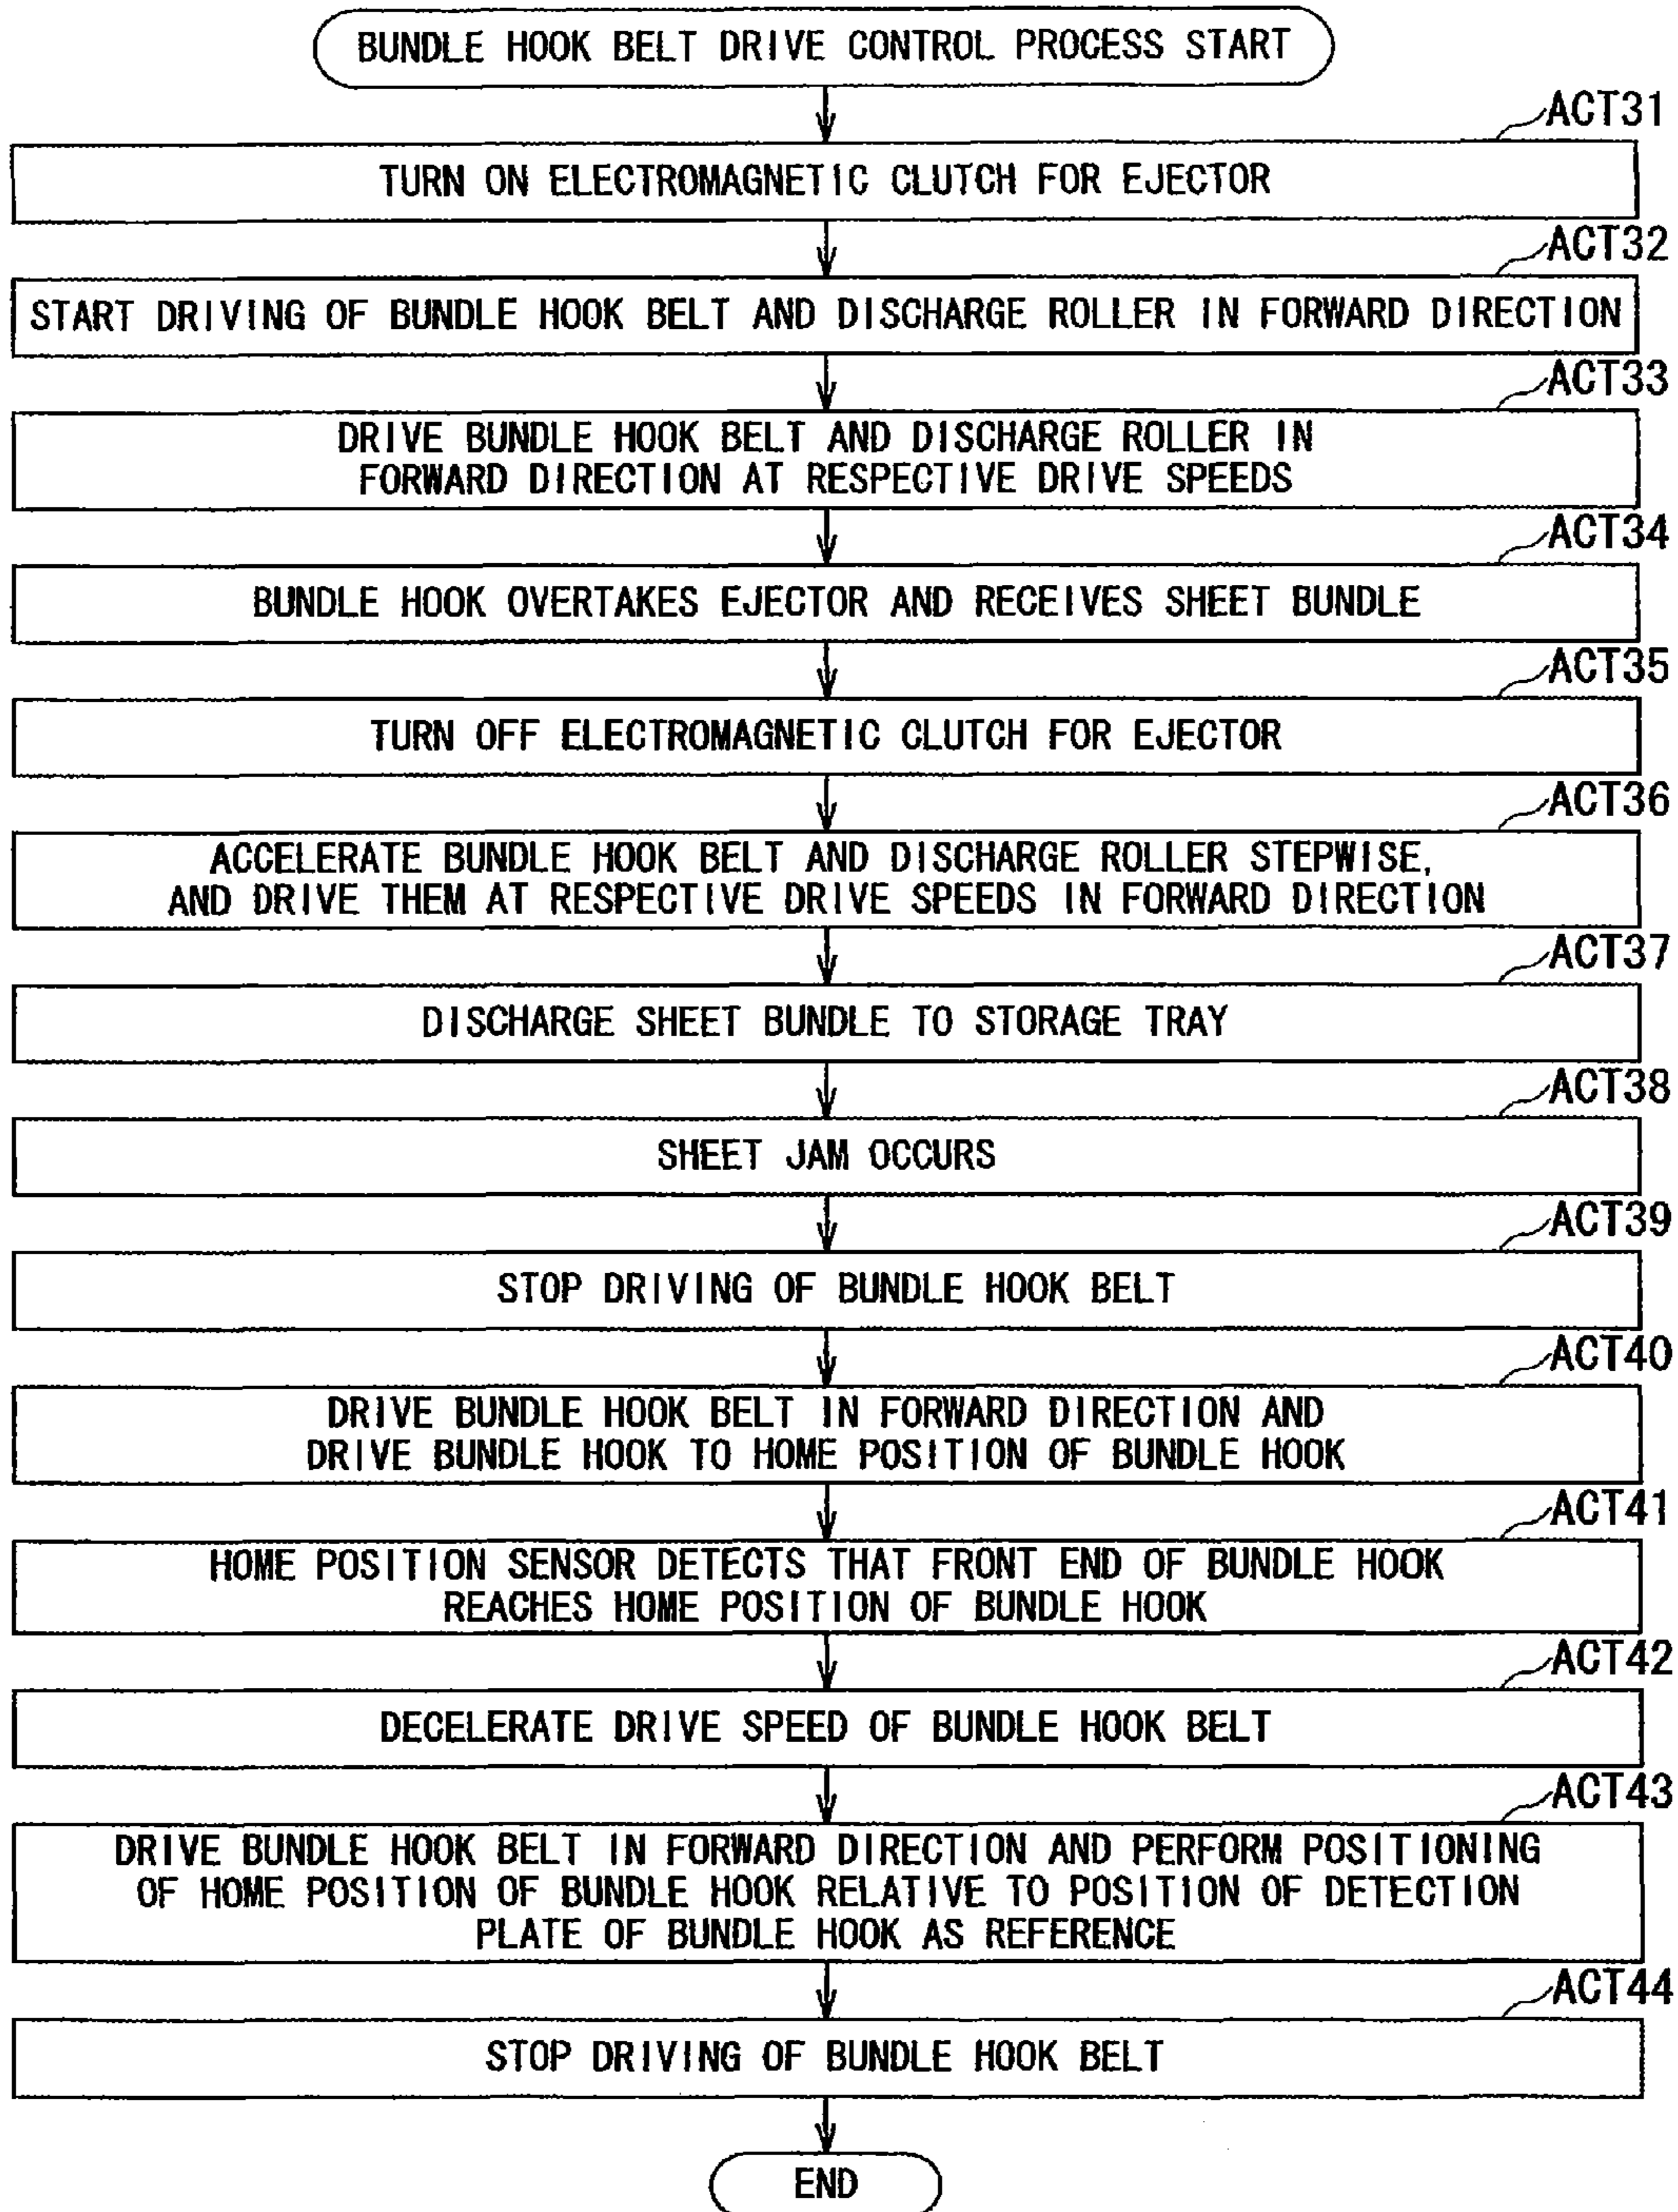 BUNDLE HOOK BELT DRIVE CONTROL PROCESS START
ACT31
TURN ON ELECTROMAGNETIC CLUTCH FOR EJECTOR
ACT32
START DRIVING OF BUNDLE HOOK BELT AND DISCHARGE ROLLER IN FORWARD DIRECTION
ACT33
DRIVE BUNDLE HOOK BELT AND DISCHARGE ROLLER IN
FORWARD DIRECTION AT RESPECTIVE DRIVE SPEEDS
ACT34
BUNDLE HOOK OVERTAKES EJECTOR AND RECEIVES SHEET BUNDLE
ACT35
TURN OFF ELECTROMAGNETIC CLUTCH FOR EJECTOR
ACT36
ACCELERATE BUNDLE HOOK BELT AND DISCHARGE ROLLER STEPWISE,
AND DRIVE THEM AT RESPECTIVE DRIVE SPEEDS IN FORWARD DIRECTION
ACT37
DISCHARGE SHEET BUNDLE TO STORAGE TRAY
ACT38
SHEET JAM OCCURS
ACT39
STOP DRIVING OF BUNDLE HOOK BELT
ACT40
DRIVE BUNDLE HOOK BELT IN FORWARD DIRECTION AND
DRIVE BUNDLE HOOK TO HOME POSITION OF BUNDLE HOOK
ACT41
HOME POSITION SENSOR DETECTS THAT FRONT END OF BUNDLE HOOK
REACHES HOME POSITION OF BUNDLE HOOK
ACT42
DECELERATE DRIVE SPEED OF BUNDLE HOOK BELT
ACT43
DRIVE BUNDLE HOOK BELT IN FORWARD DIRECTION AND PERFORM POSITIONING
OF HOME POSITION OF BUNDLE HOOK RELATIVE TO POSITION OF DETECTION
PLATE OF BUNDLE HOOK AS REFERENCE
ACT44
STOP DRIVING OF BUNDLE HOOK BELT
END